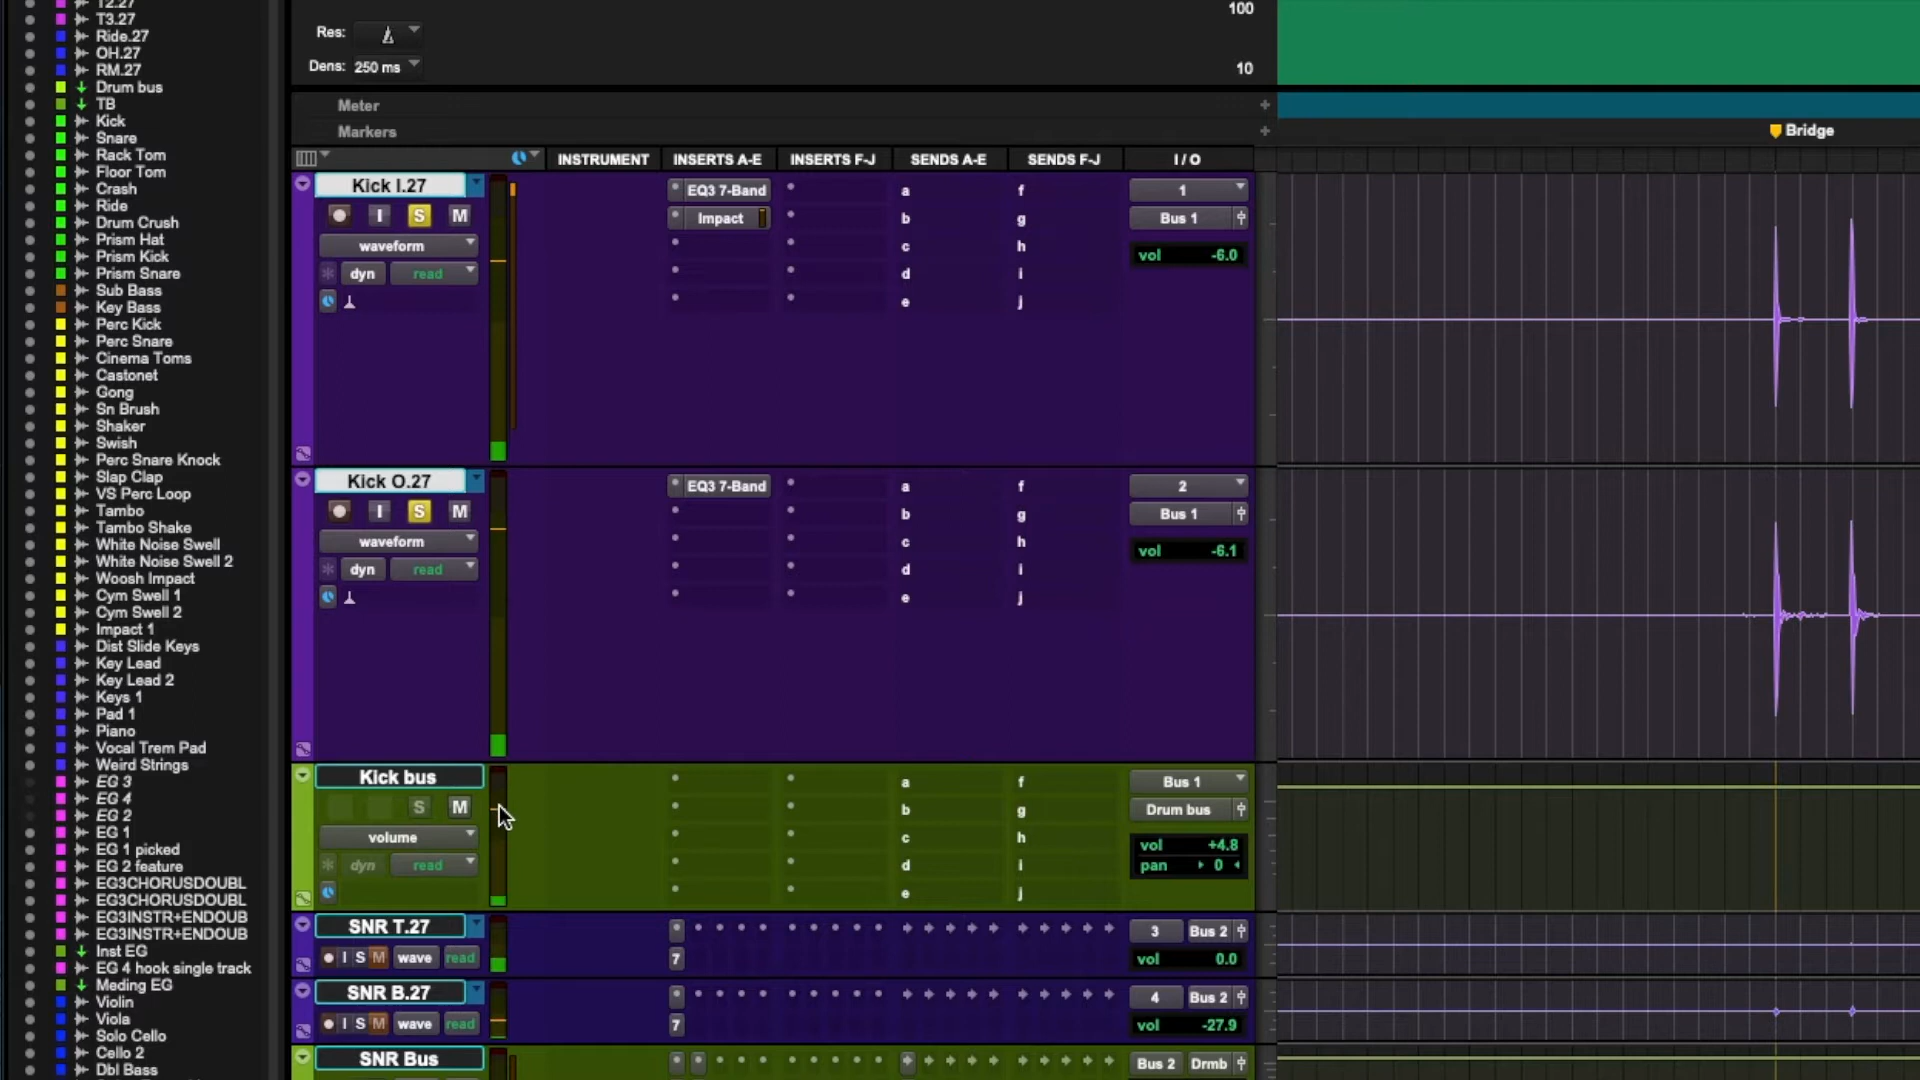 T2.27
T3.27
Ride.27
OH.27
RM.27
Drum bus
TB
Kick
Snare
Rack Tom
Floor Tom
Crash
Ride
Drum Crush
Prism Hat
Prism Kick
Prism Snare
Sub Bass
Key Bass
Perc Kick
Perc Snare
Cinema Toms
Castonet
Gong
Sn Brush
Shaker
Swish
Perc Snare Knock
Slap Clap
VS Perc Loop
Tambo
Tambo Shake
White Noise Swell
White Noise Swell 2
Woosh Impact
Cym Swell 1
Cym Swell 2
Impact 1
Dist Slide Keys
Key Lead
Key Lead 2
Keys 1
Pad 1
Piano
Vocal Trem Pad
Weird Strings
EG 3
EG 4
EG 2
EG 1
EG 1 picked
EG 2 feature
EG3CHORUSDOUBL
EG3CHORUSDOUBL
EG3INSTR+ENDOUB
EG3INSTR+ENDOUB
Inst EG
EG 4 hook single track
Meding EG
Violin
Viola
Solo Cello
Cello 2
Dbl Bass
100
Res:
Dens: 250 ms
10
Meter
Markers
Bridge
INSTRUMENT INSERTS A-E INSERTS F-J SENDS A-E SENDS F-J I / O
Kick I.27 EQ3 7-Band a f 1
I S M Impact b g Bus 1
waveform c h vol -6.0
dyn read d i
e j
Kick O.27 EQ3 7-Band a f 2
I S M b g Bus 1
waveform c h vol -6.1
dyn read d i
e j
Kick bus a f Bus 1
S M b g Drum bus
volume c h vol +4.8
dyn read d i pan 0
e j
SNR T.27 3 Bus 2
I S M wave read 7 vol 0.0
SNR B.27 4 Bus 2
I S M wave read 7 vol -27.9
SNR Bus Bus 2 Drmb